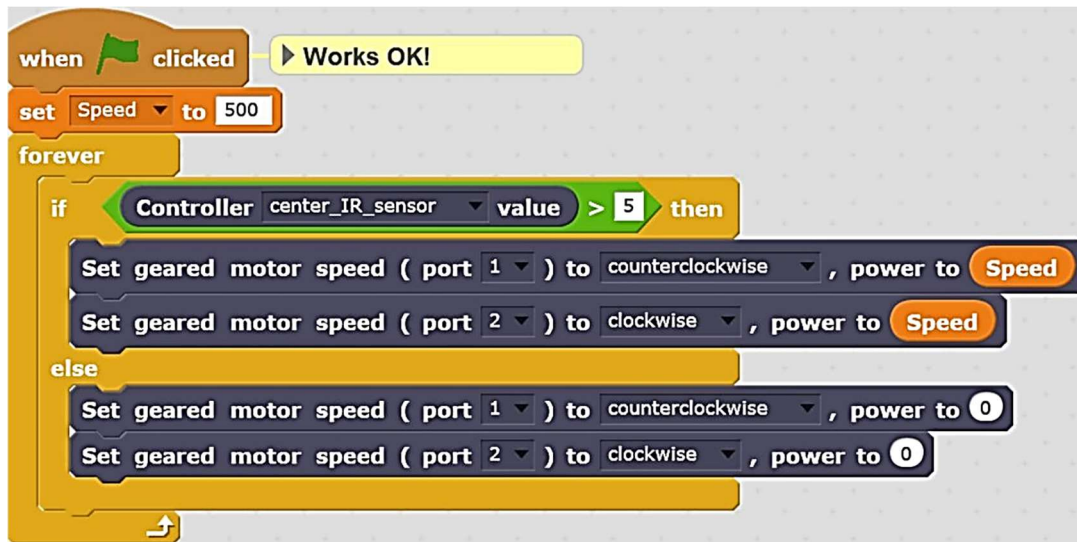 when clicked
Works OK!
set Speed to 500
forever
if Controller center_IR_sensor value > 5 then
Set geared motor speed ( port 1 ) to counterclockwise , power to Speed
Set geared motor speed ( port 2 ) to clockwise , power to Speed
else
Set geared motor speed ( port 1 ) to counterclockwise , power to 0
Set geared motor speed ( port 2 ) to clockwise , power to 0